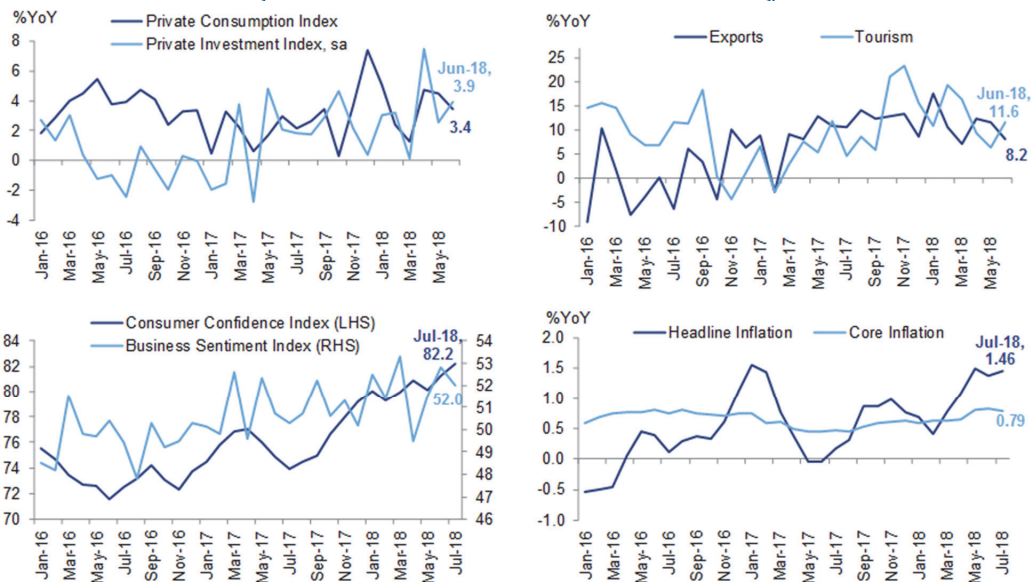 %YoY
Private Consumption Index
Private Investment Index, sa
8
6
4
2
0
-2
-4
Jun-18,
3.9
3.4
Jan-16
Mar-16
May-16
Jul-16
Sep-16
Nov-16
Jan-17
Mar-17
May-17
Jul-17
Sep-17
Nov-17
Jan-18
Mar-18
May-18
%YoY
Exports
Tourism
25
20
15
10
5
0
-5
-10
Jun-18,
11.6
8.2
Jan-16
Mar-16
May-16
Jul-16
Sep-16
Nov-16
Jan-17
Mar-17
May-17
Jul-17
Sep-17
Nov-17
Jan-18
Mar-18
May-18
Consumer Confidence Index (LHS)
Business Sentiment Index (RHS)
84
82
80
78
76
74
72
70
Jul-18,
82.2
52.0
54
53
52
51
50
49
48
47
46
Jan-16
Mar-16
May-16
Jul-16
Sep-16
Nov-16
Jan-17
Mar-17
May-17
Jul-17
Sep-17
Nov-17
Jan-18
Mar-18
May-18
Jul-18
%YoY
Headline Inflation
Core Inflation
2.0
1.5
1.0
0.5
0.0
-0.5
-1.0
Jul-18,
1.46
0.79
Jan-16
Mar-16
May-16
Jul-16
Sep-16
Nov-16
Jan-17
Mar-17
May-17
Jul-17
Sep-17
Nov-17
Jan-18
Mar-18
May-18
Jul-18